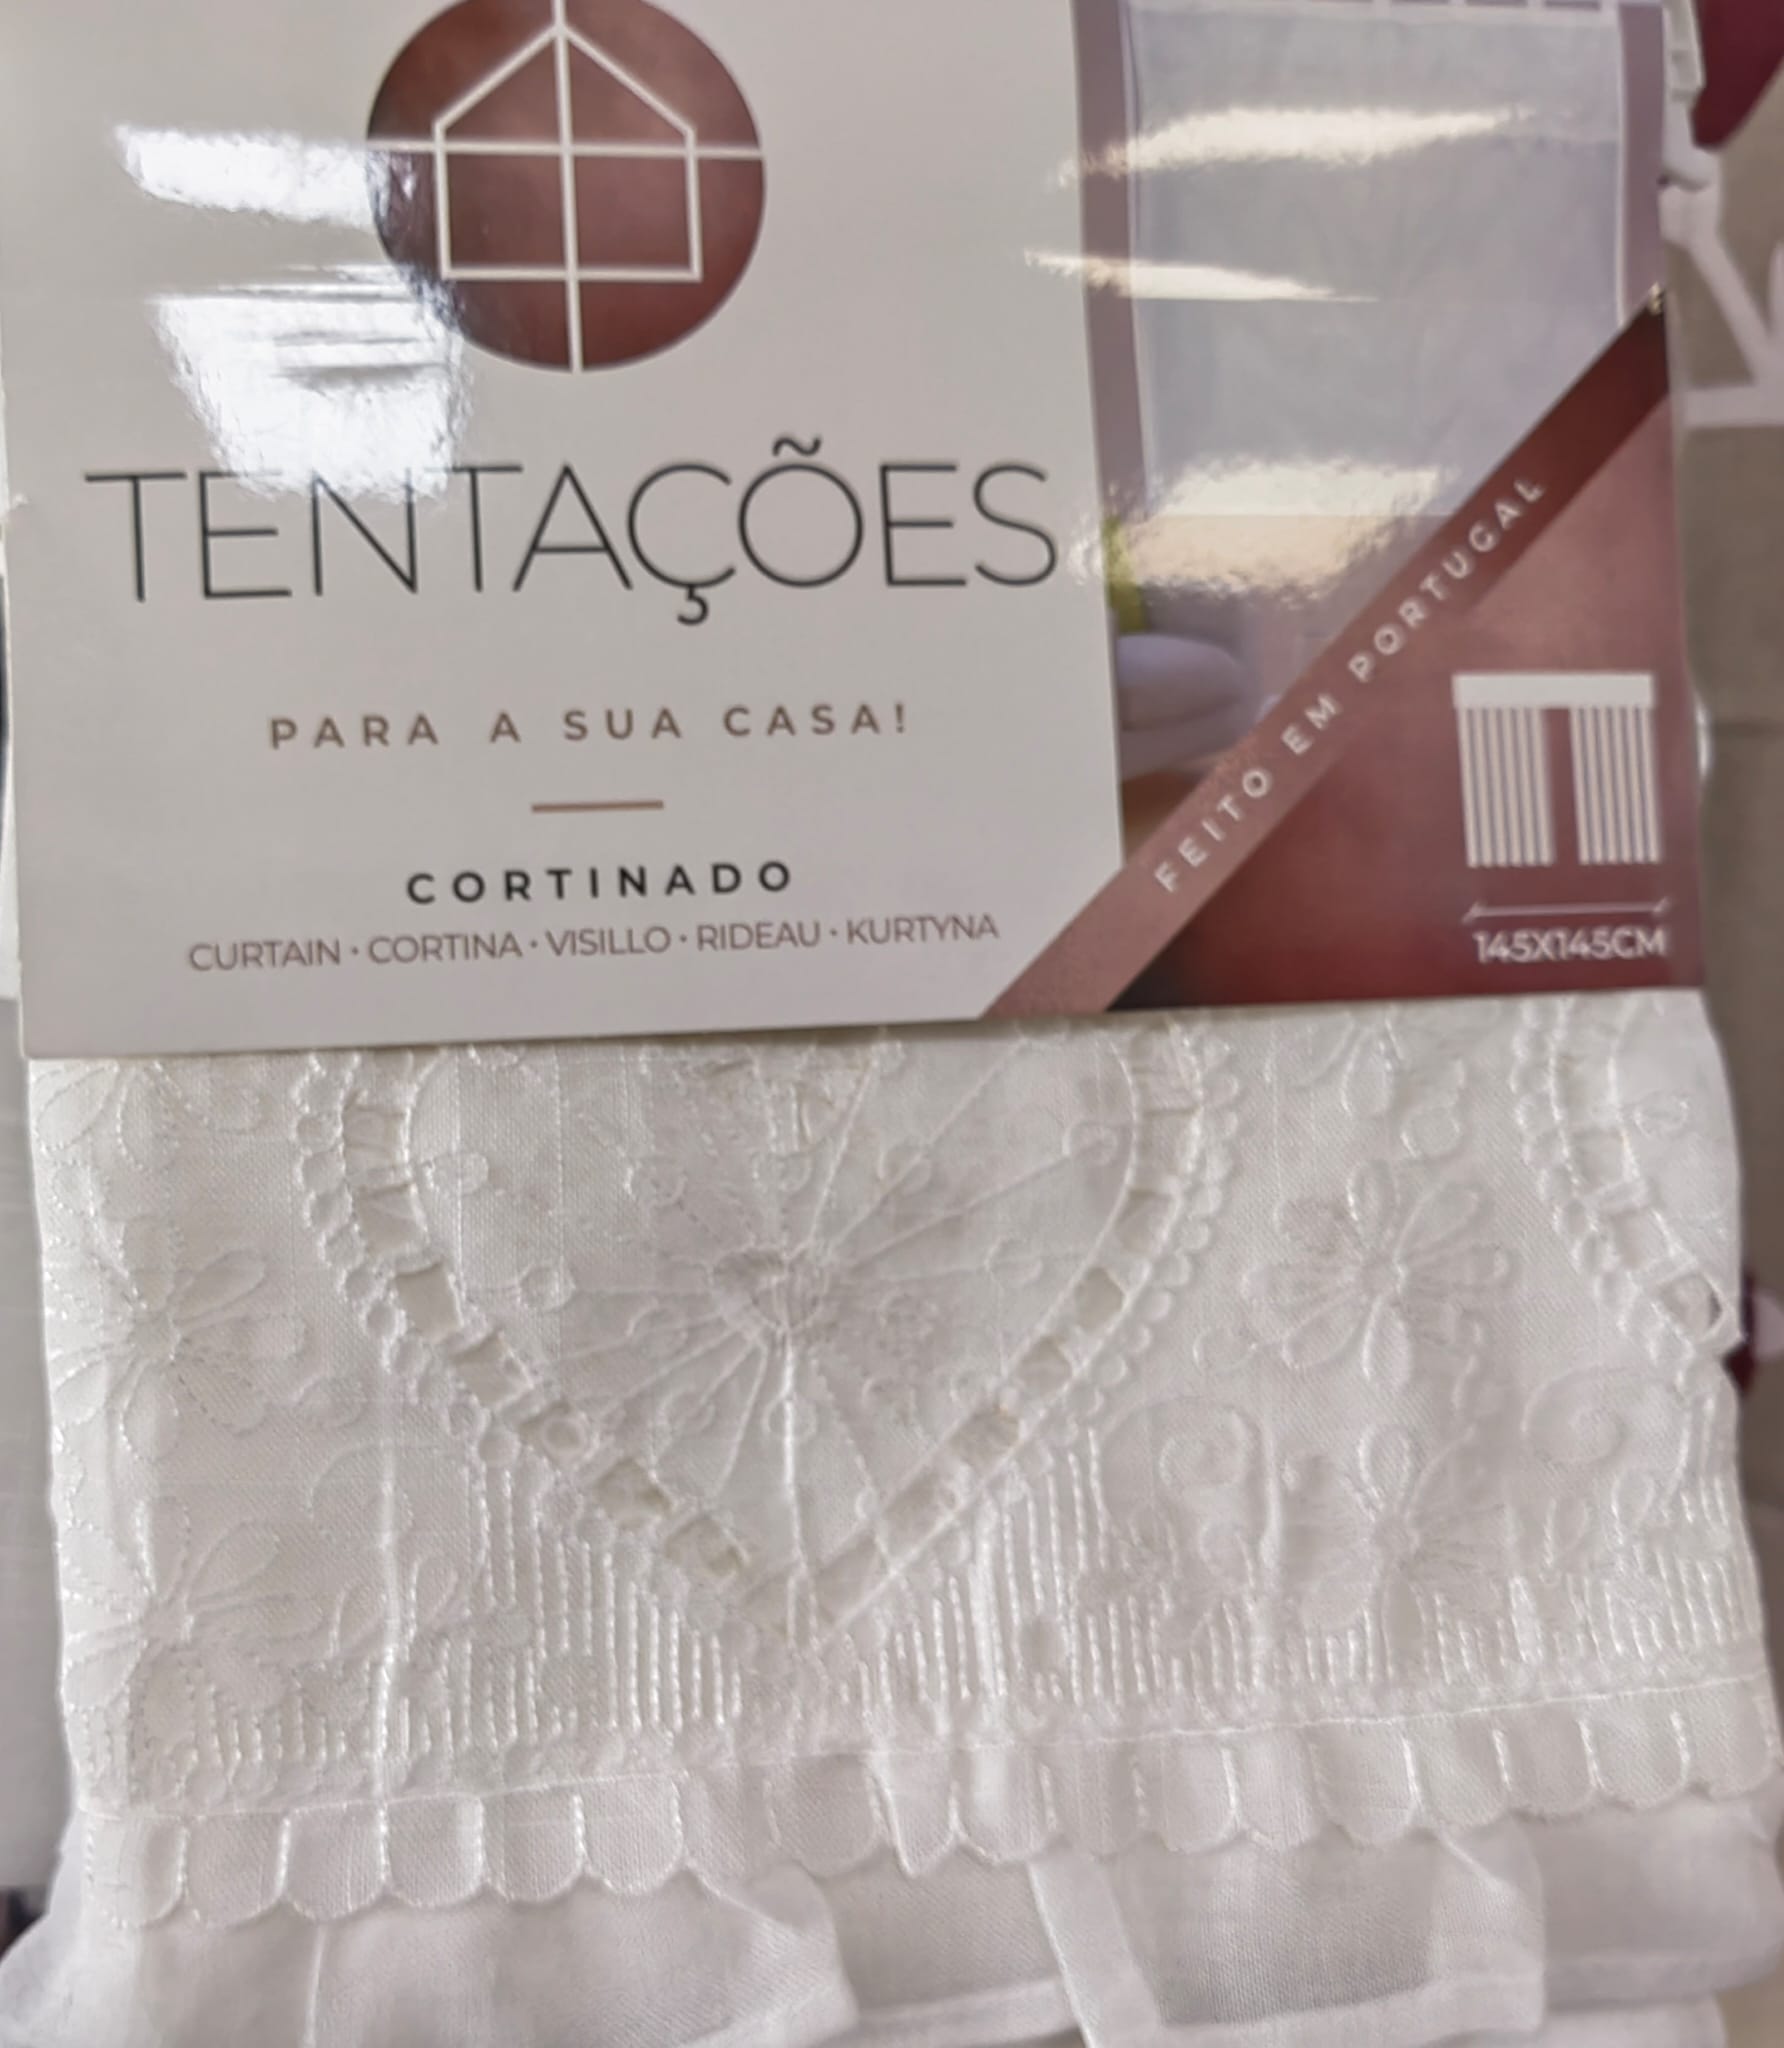 TENTAÇÕES
PARA A SUA CASA!
CORTINADO
CURTAIN • CORTINA • VISILLO • RIDEAU • KURTYNA
FEITO EM PORTUGAL
145X145CM